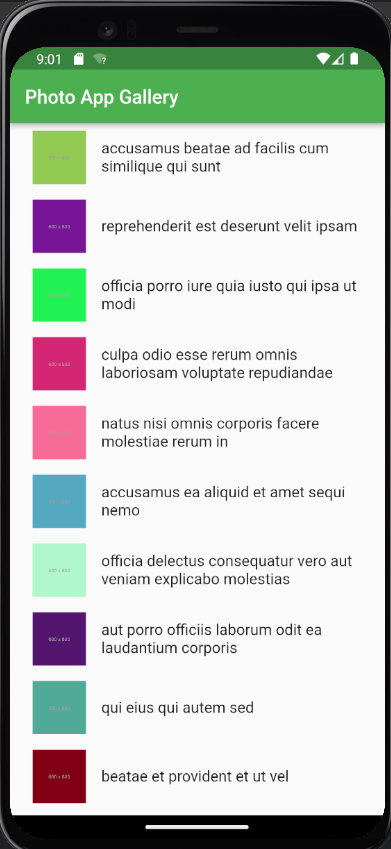 9:01
Photo App Gallery
accusamus beatae ad facilis cum
similique qui sunt
600 x 600
reprehenderit est deserunt velit ipsam
officia porro iure quia iusto qui ipsa ut
modi
culpa odio esse rerum omnis
laboriosam voluptate repudiandae
600 x 600
natus nisi omnis corporis facere
molestiae rerum in
accusamus ea aliquid et amet sequi
nemo
officia delectus consequatur vero aut
veniam explicabo molestias
600 x 600
aut porro officiis laborum odit ea
laudantium corporis
qui eius qui autem sed
600 x 600
beatae et provident et ut vel